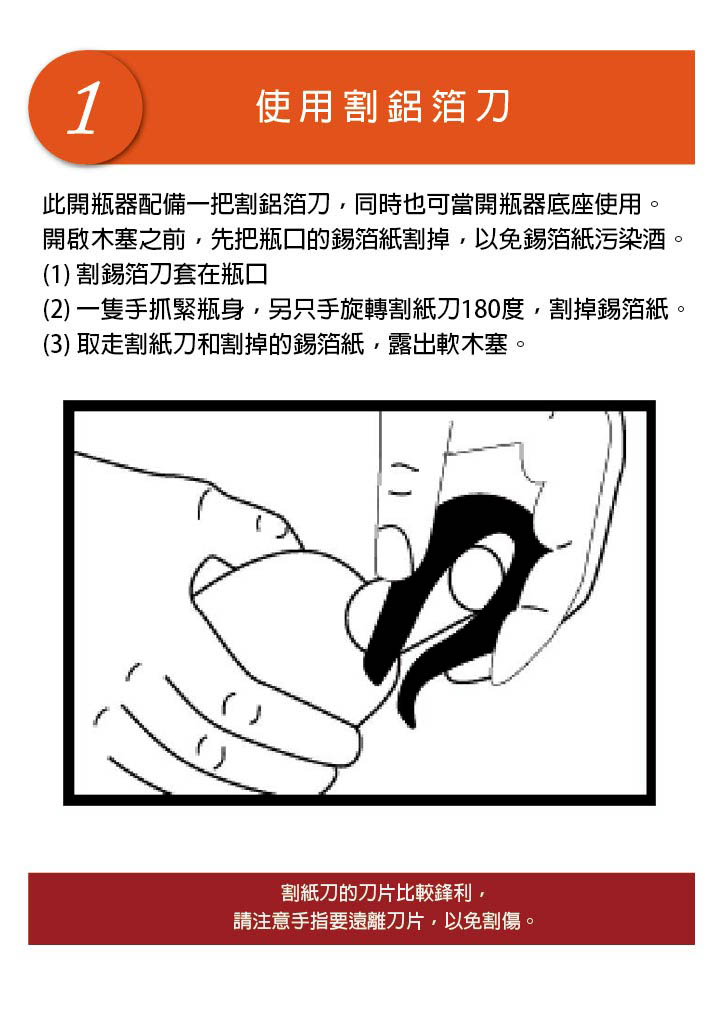 1
使用割鋁箔刀
此開瓶器配備一把割鋁箔刀，同時也可當開瓶器底座使用。
開啟木塞之前，先把瓶口的錫箔紙割掉，以免錫箔紙污染酒。
(1) 割錫箔刀套在瓶口
(2) 一隻手抓緊瓶身，另只手旋轉割紙刀180度，割掉錫箔紙。
(3) 取走割紙刀和割掉的錫箔紙，露出軟木塞。
割紙刀的刀片比較鋒利，
請注意手指要遠離刀片，以免割傷。